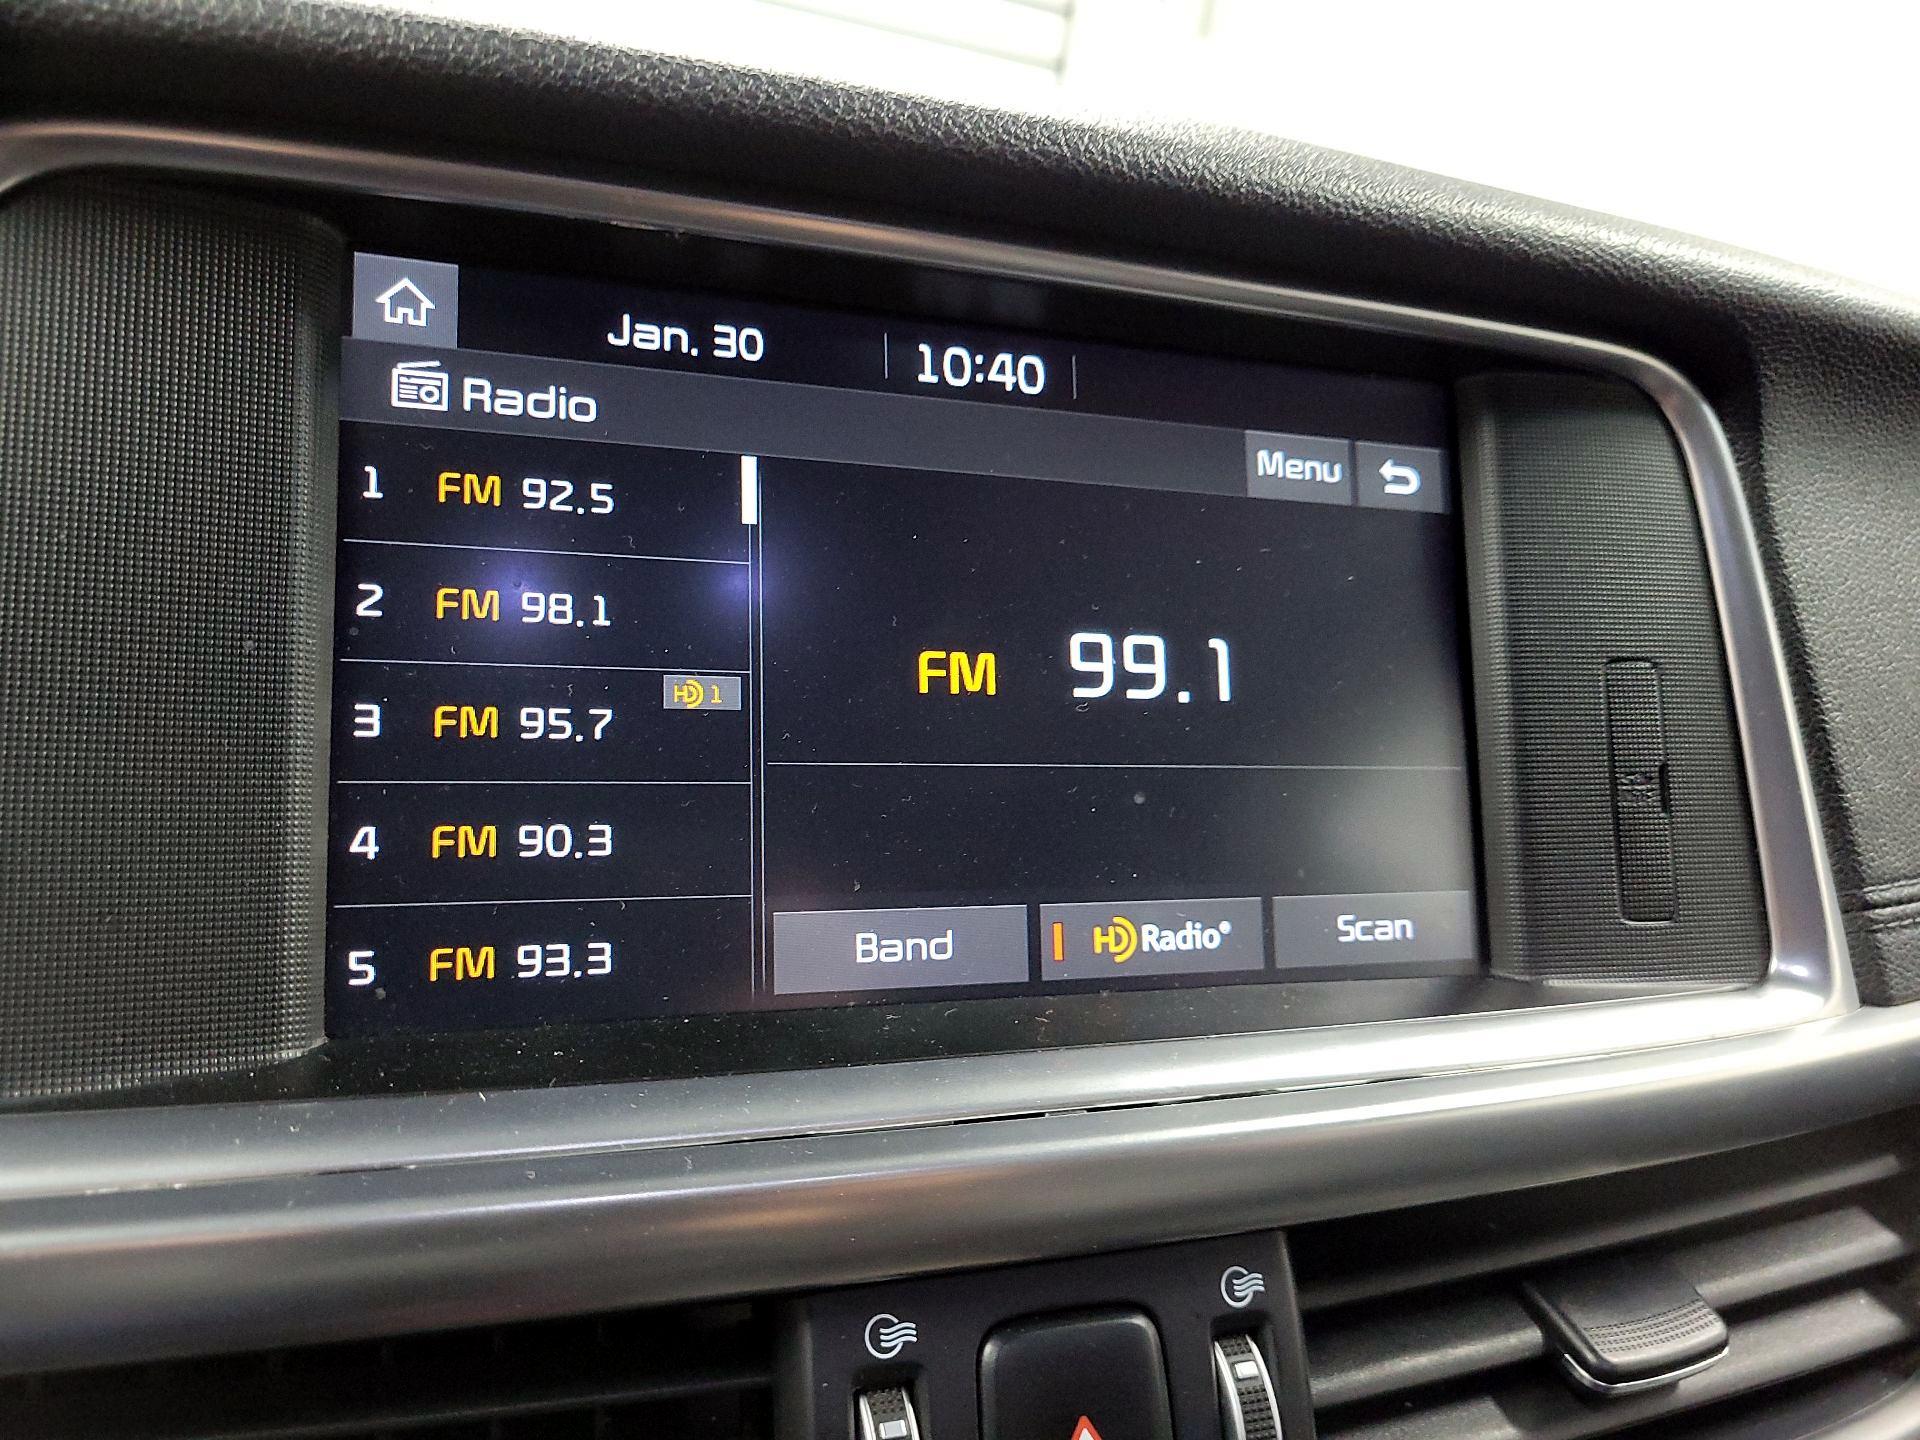 Jan. 30 10:40
Radio
Menu
1 FM 92.5
2 FM 98.1
3 FM 95.7 HD 1
4 FM 90.3
5 FM 93.3
FM 99.1
Band HD Radio® Scan